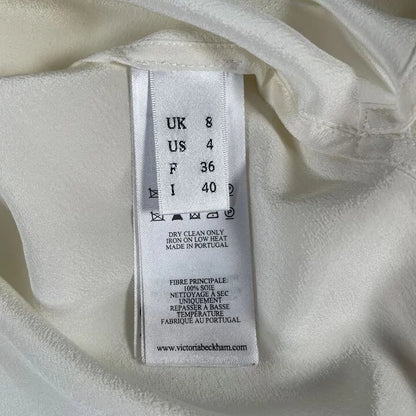 UK 8
US 4
F 36
I 40
DRY CLEAN ONLY
IRON ON LOW HEAT
MADE IN PORTUGAL
FIBRE PRINCIPALE:
100% SOIE
NETTOYAGE À SEC
UNIQUEMENT
REPASSER À BASSE
TEMPÉRATURE
FABRIQUE AU PORTUGAL
www.victoriabeckham.com